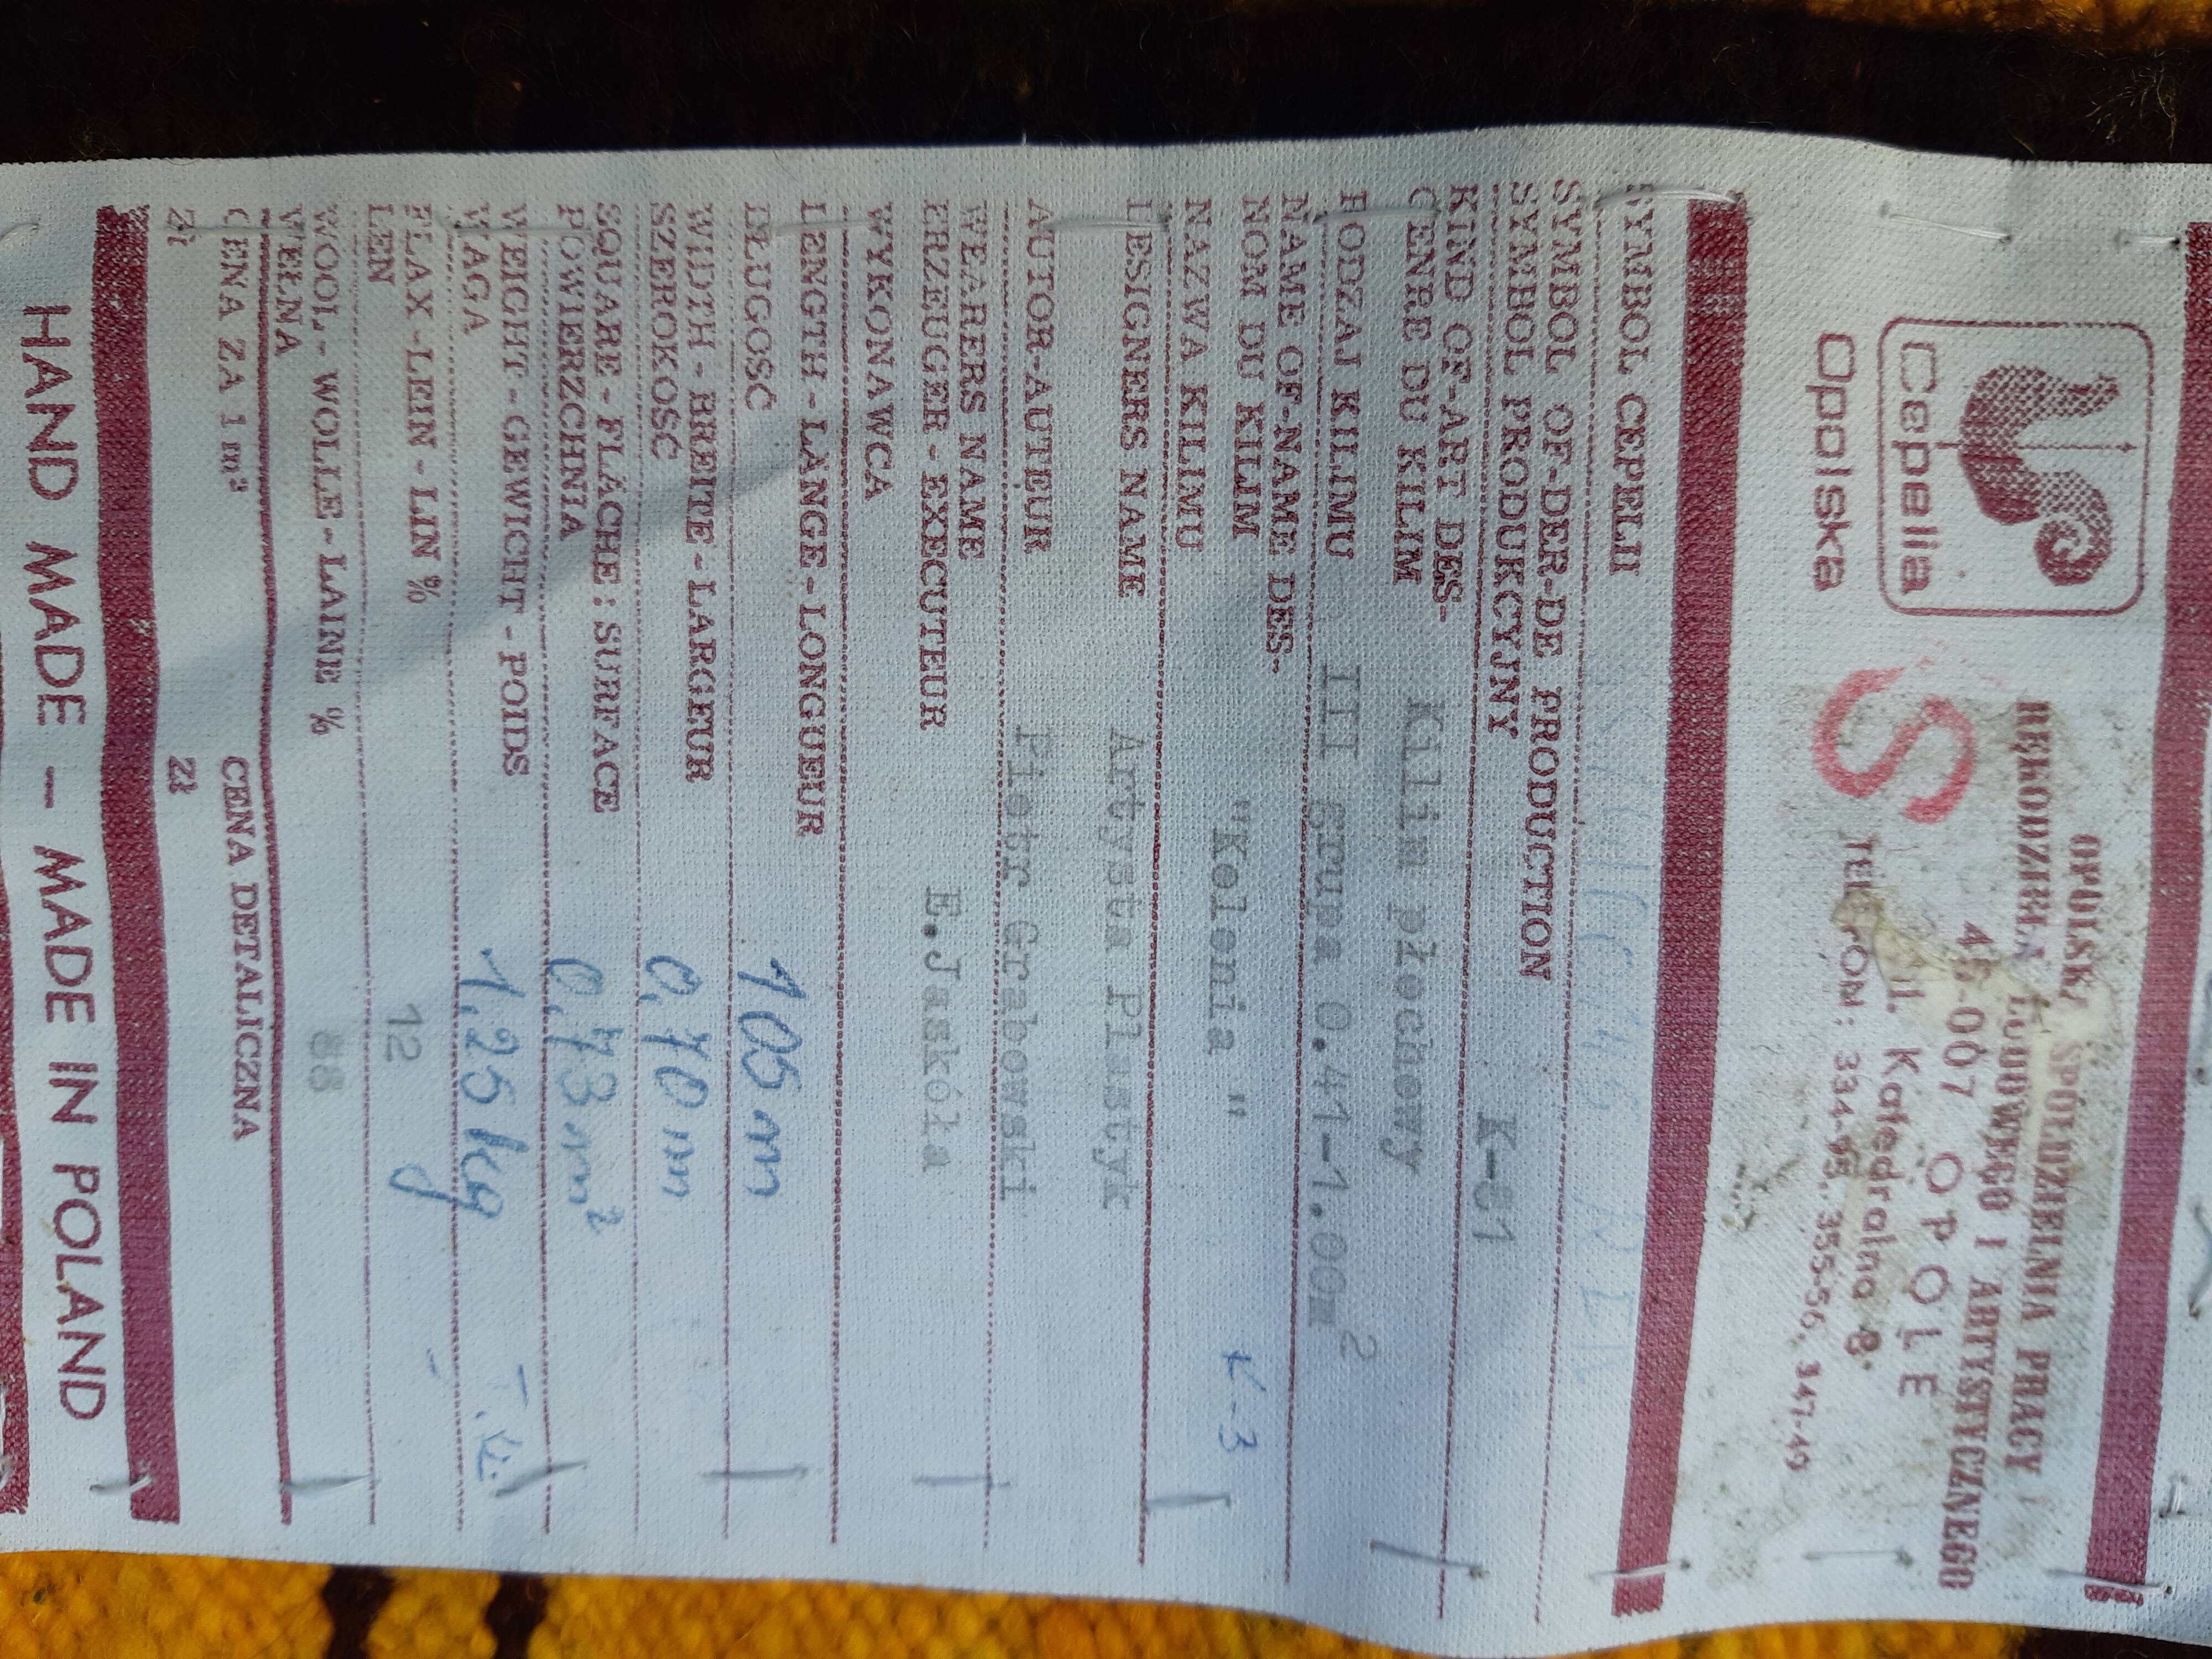 Cepelia
Opolska
S
OPOLSKA SPÓŁDZIELNIA PRACY
RĘKODZIEŁA LUDOWEGO I ARTYSTYCZNEGO
45-007 OPOLE
ul. Katedralna 8.
TELEFON: 334-95, 355-56, 347-49
SYMBOL CEPELII
SYMBOL OF-DER-DE PRODUCTION
SYMBOL PRODUKCYJNY K-81
KIND OF-ART DES-
GENRE DU KILIM Kilim płochowy
RODZAJ KILIMU III grupa 0.41-1.00m2
NAME OF-NAME DES-
NOM DU KILIM "Kolonia " K-3
NAZWA KILIMU
DESIGNERS NAME Artysta Plastyk
AUTOR-AUTEUR Piotr Grabowski
WEARERS NAME
ERZEUGER - EXECUTEUR E.Jaskóła
WYKONAWCA
LENGTH - LANGE - LONGUEUR
DŁUGOŚĆ 105 m
WIDTH - BREITE - LARGEUR
SZEROKOŚĆ 0,70 m
SQUARE - FLÄCHE : SURFACE
POWIERZCHNIA 0,73 m2
WEIGHT - GEWICHT - POIDS
WAGA 1,25 kg
FLAX - LEIN - LIN % 12
LEN
WOOL - WOLLE - LAINE % 88
WEŁNA
CENA ZA 1 m² CENA DETALICZNA
Zł Zł
HAND MADE – MADE IN POLAND